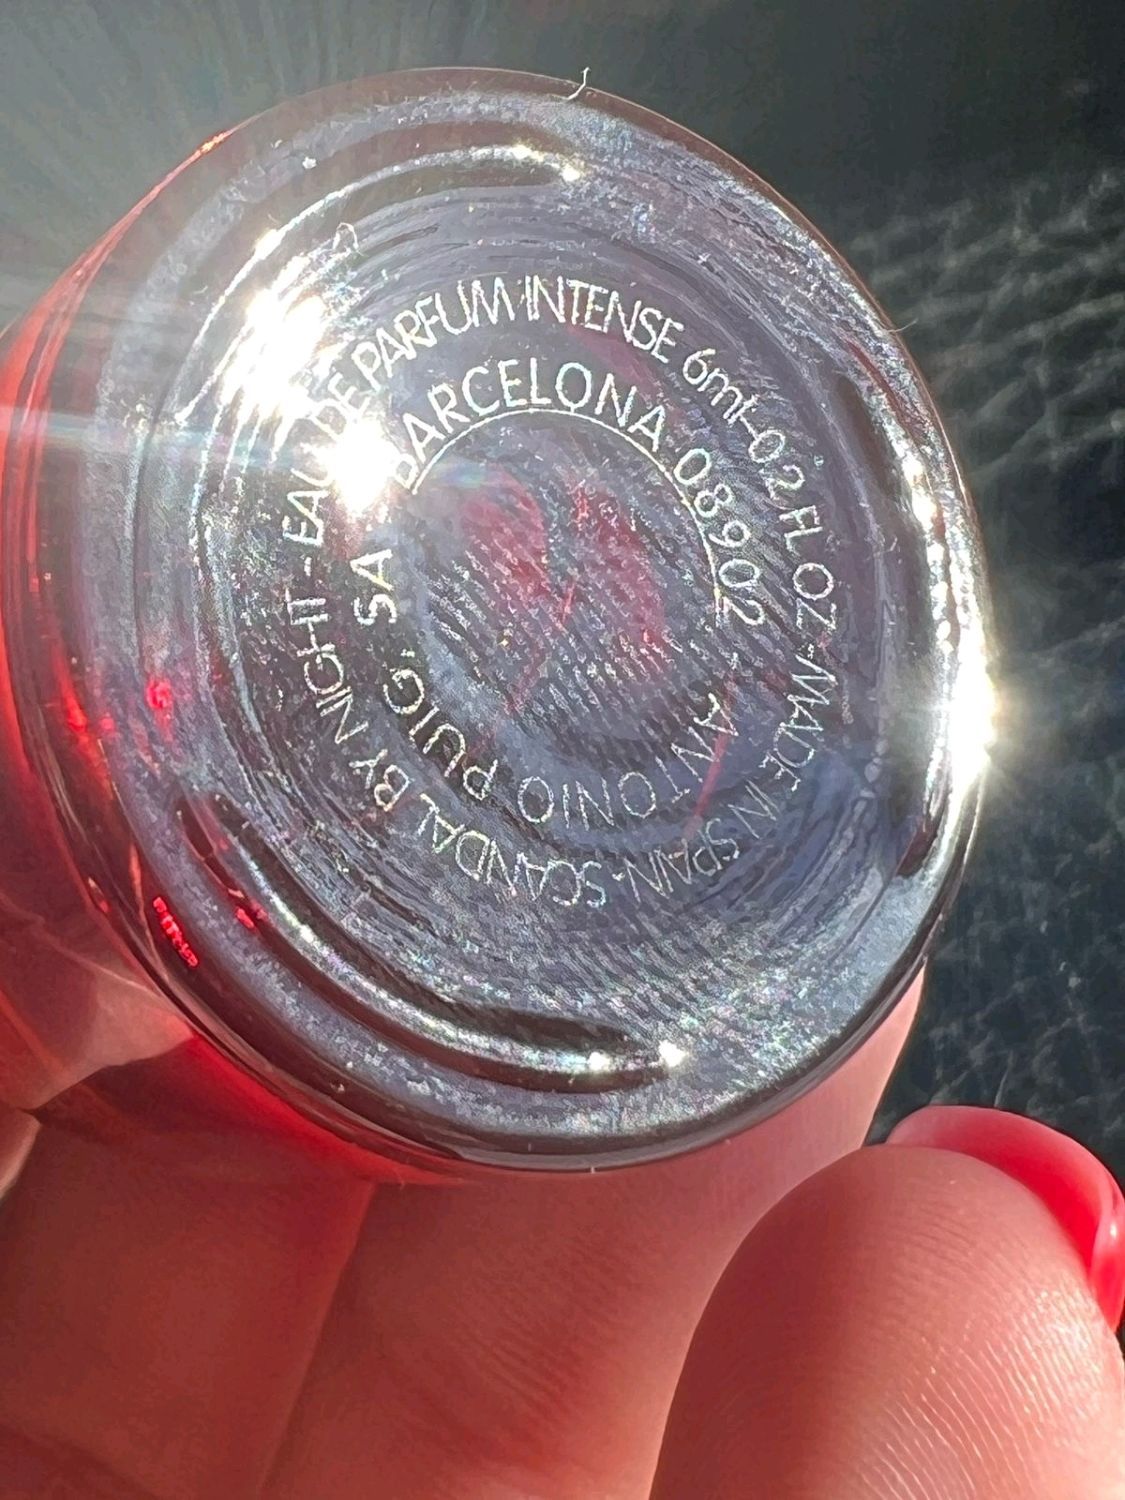 SCANDAL BY NIGHT - EAU DE PARFUM INTENSE 6ml-0.2 FL OZ - MADE IN SPAIN-
ANTONIO PUIG, SA BARCELONA 08902 -